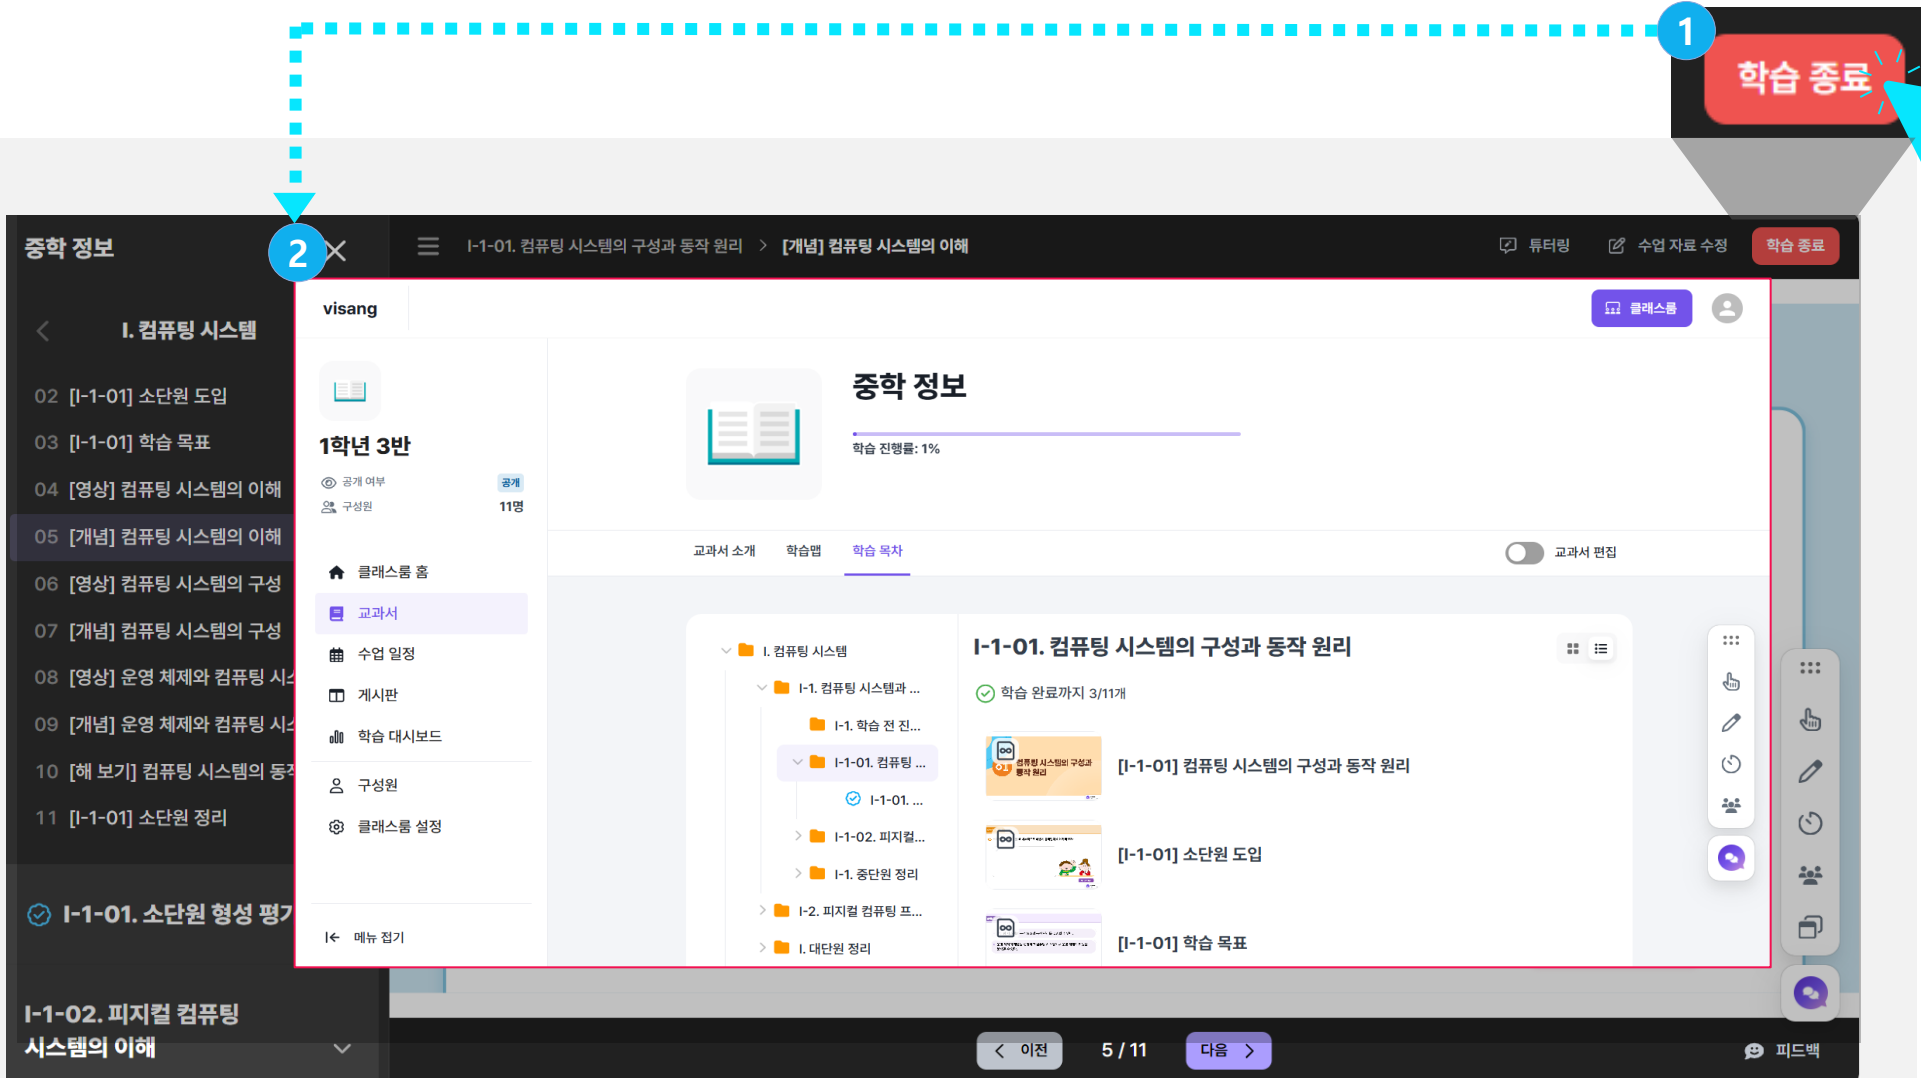 1
학습 종료
2
중학 정보
I-1-01. 컴퓨팅 시스템의 구성과 동작 원리 > [개념] 컴퓨팅 시스템의 이해
튜터링
수업 자료 수정
학습 종료
I. 컴퓨팅 시스템
02 [I-1-01] 소단원 도입
03 [I-1-01] 학습 목표
04 [영상] 컴퓨팅 시스템의 이해
05 [개념] 컴퓨팅 시스템의 이해
06 [영상] 컴퓨팅 시스템의 구성
07 [개념] 컴퓨팅 시스템의 구성
08 [영상] 운영 체제와 컴퓨팅
09 [개념] 운영 체제와 컴퓨팅
10 [해 보기] 컴퓨팅 시스템의
11 [I-1-01] 소단원 정리
I-1-01. 소단원 형성 평가
I-1-02. 피지컬 컴퓨팅
시스템의 이해
visang
클래스룸
1학년 3반
공개 여부
공개
구성원
11명
클래스룸 홈
교과서
수업 일정
게시판
학습 대시보드
구성원
클래스룸 설정
메뉴 접기
중학 정보
학습 진행률: 1%
교과서 소개
학습맵
학습 목차
교과서 편집
I. 컴퓨팅 시스템
I-1. 컴퓨팅 시스템과 ...
I-1. 학습 전 진...
I-1-01. 컴퓨팅 ...
I-1-01. ...
I-1-02. 피지컬...
I-1. 중단원 정리
I-2. 피지컬 컴퓨팅 프...
I. 대단원 정리
I-1-01. 컴퓨팅 시스템의 구성과 동작 원리
학습 완료까지 3/11개
01
컴퓨팅 시스템의 구성과
동작 원리
[I-1-01] 컴퓨팅 시스템의 구성과 동작 원리
[I-1-01] 소단원 도입
[I-1-01] 학습 목표
이전
5 / 11
다음
피드백